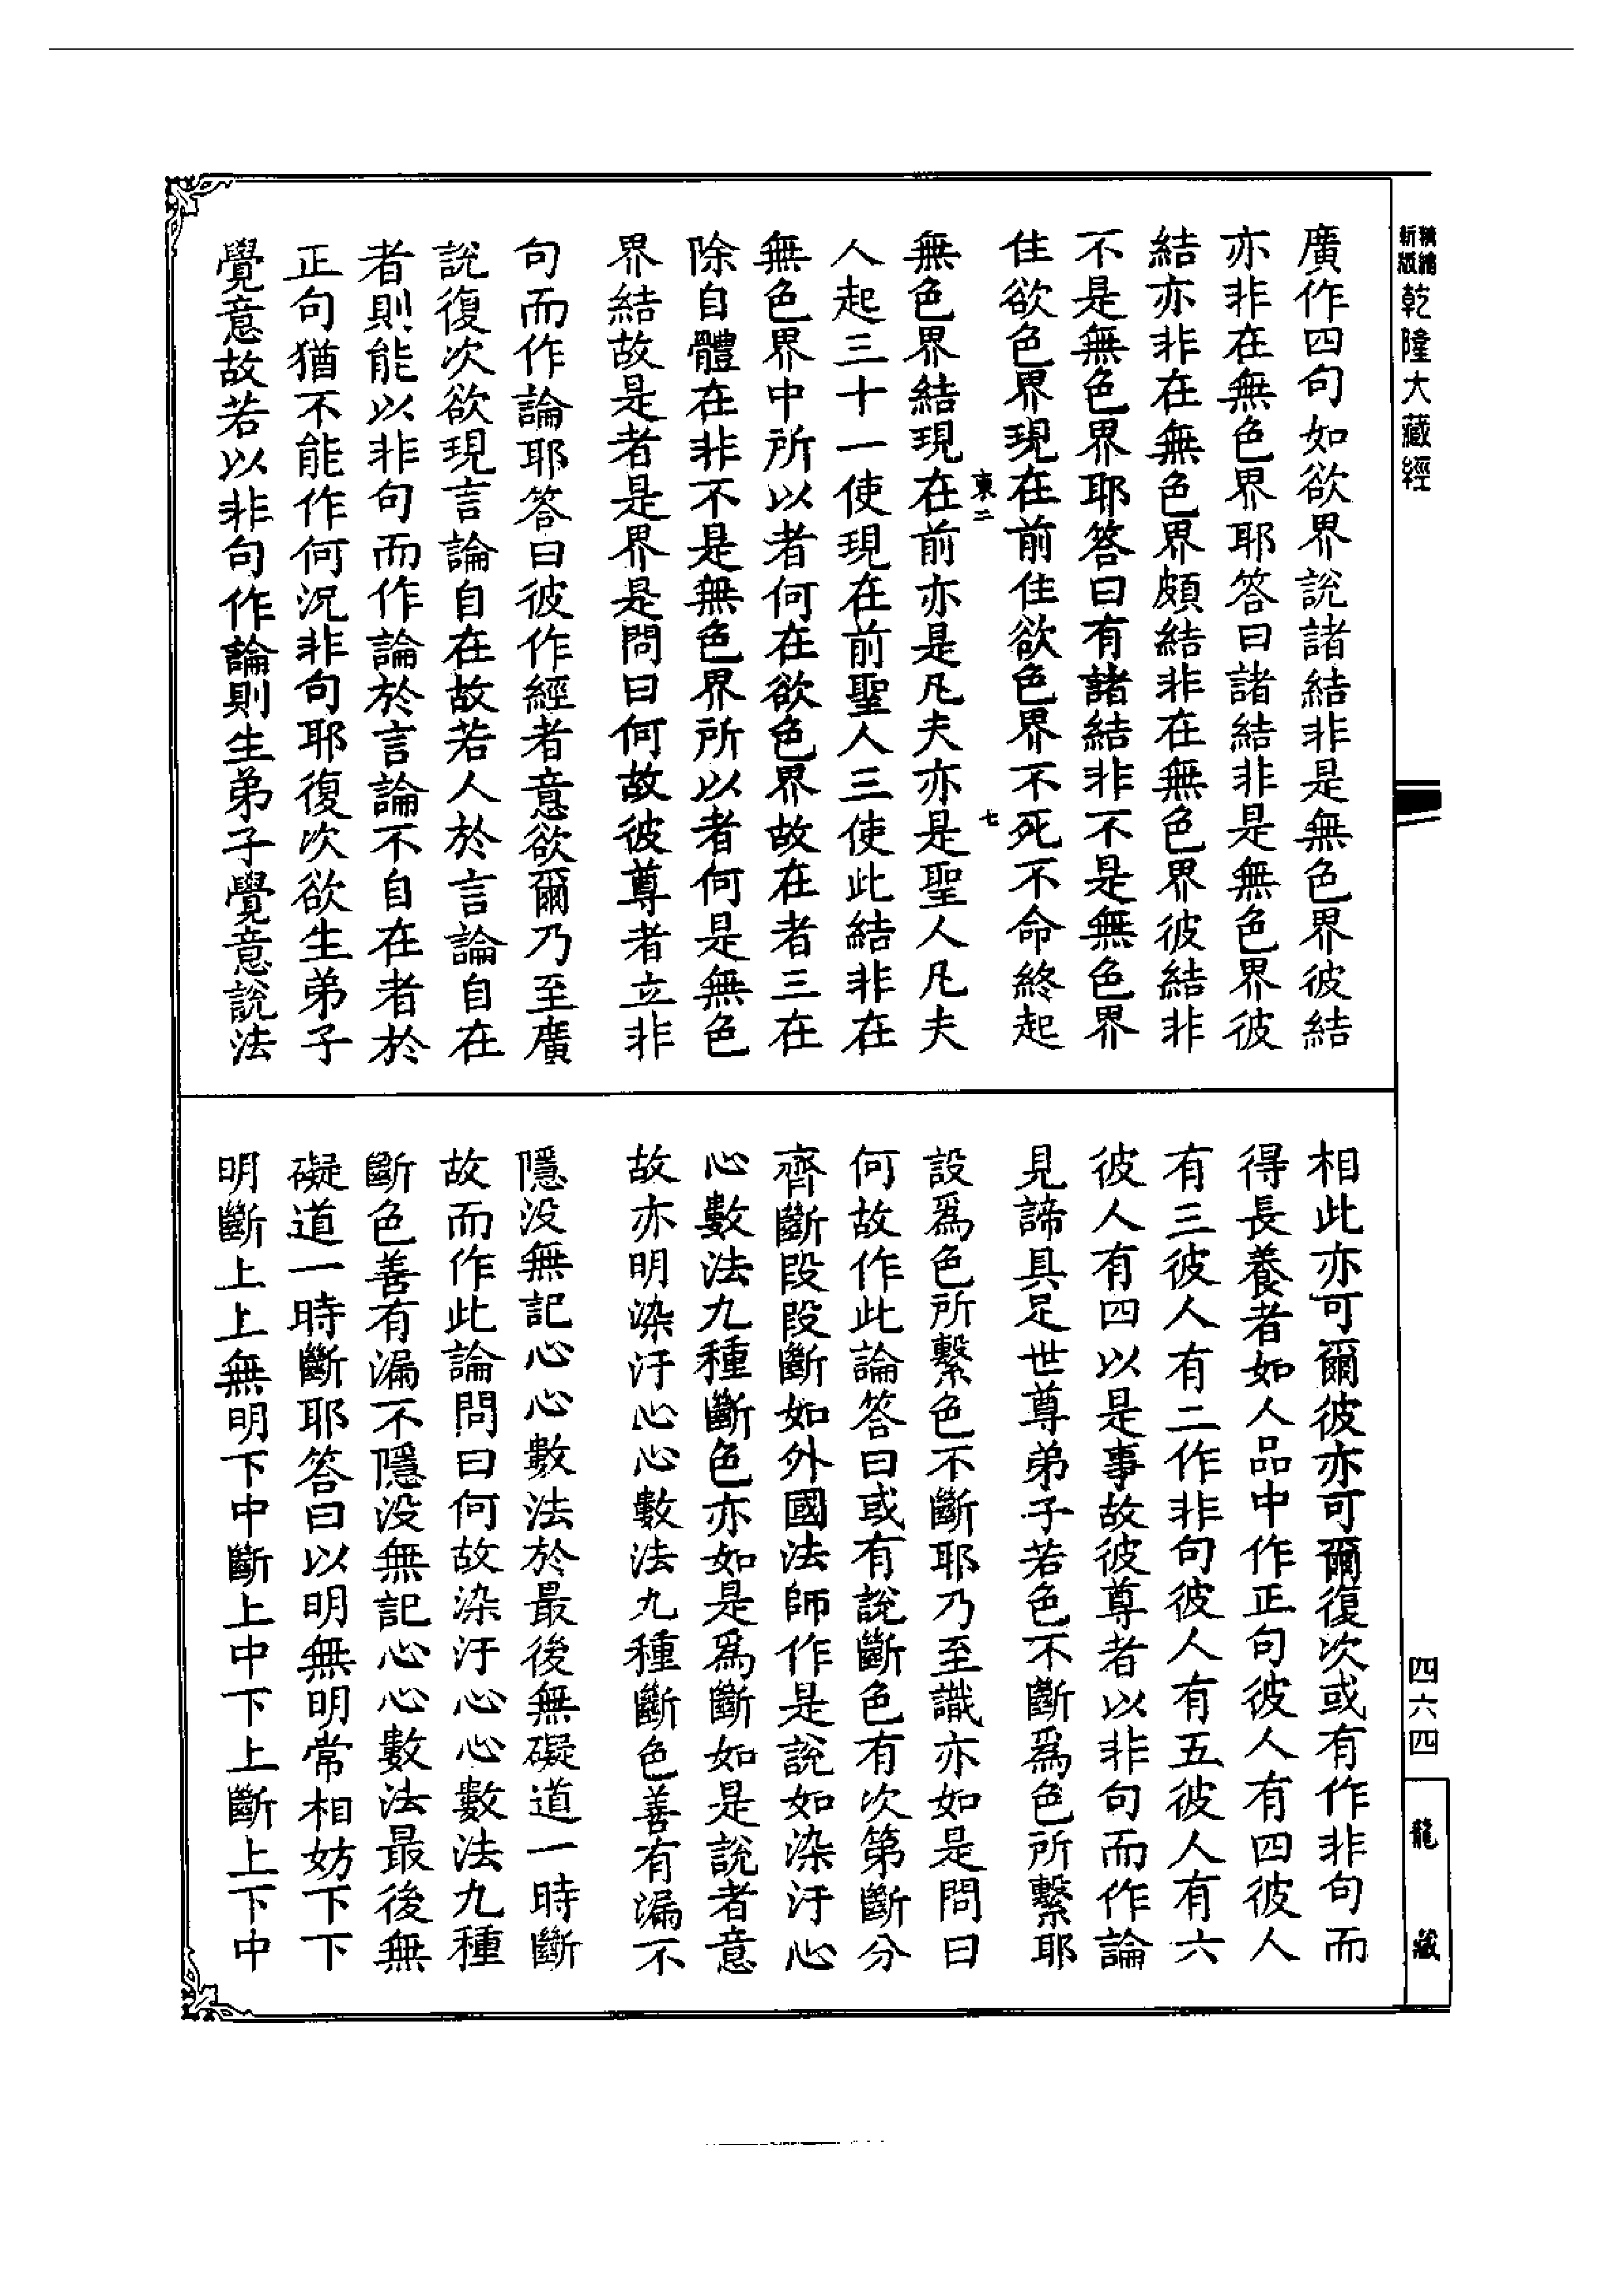 新版精縮乾隆大藏經
廣作四句如欲界說諸結非是無色界彼結
亦非在無色界耶答曰諸結非是無色界彼
結亦非在無色界頗結非在無色界彼結非
不是無色界耶答曰有諸結非不是無色界
住欲色界現在前住欲色界不死不命終起
東二
七
無色界結現在前亦是凡夫亦是聖人凡夫
人起三十一使現在前聖人三使此結非在
無色界中所以者何在欲色界故在者三在
除自體在非不是無色界所以者何是無色
界結故是者是界是問曰何故彼尊者立非
句而作論耶答曰彼作經者意欲爾乃至廣
說復次欲現言論自在故若人於言論自在
者則能以非句而作論於言論不自在者於
正句猶不能作何況非句耶復次欲生弟子
覺意故若以非句作論則生弟子覺意說法
相此亦可爾彼亦可爾復次或有作非句而
得長養者如人品中作正句彼人有四彼人
有三彼人有二作非句彼人有五彼人有六
彼人有四以是事故彼尊者以非句而作論
見諦具足世尊弟子若色不斷爲色所繫耶
設爲色所繫色不斷耶乃至識亦如是問曰
何故作此論答曰或有說斷色有次第斷分
齊斷段段斷如外國法師作是說如染汙心
心數法九種斷色亦如是爲斷如是說者意
故亦明染汙心心數法九種斷色善有漏不
隱没無記心心數法於最後無礙道一時斷
故而作此論問曰何故染汙心心數法九種
斷色善有漏不隱没無記心心數法最後無
礙道一時斷耶答曰以明無明常相妨下下
明斷上上無明下中斷上中下上斷上下中
四六四
龍藏